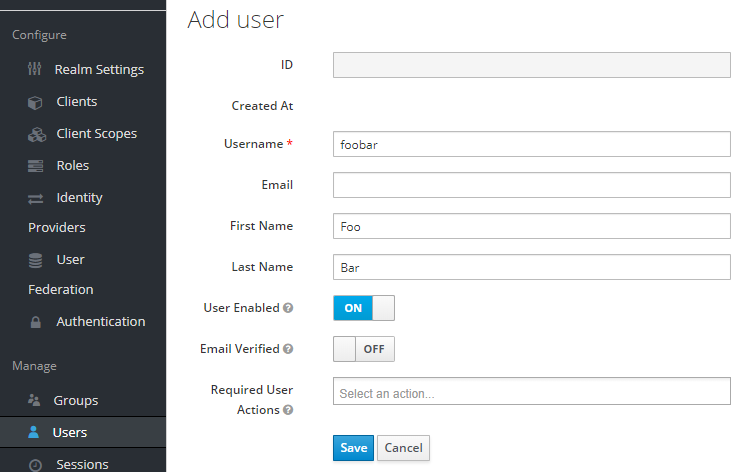 Configure
Realm Settings
Clients
Client Scopes
Roles
Identity
Providers
User
Federation
Authentication
Manage
Groups
Users
Sessions
Add user
ID
Created At
Username *
foobar
Email
First Name
Foo
Last Name
Bar
User Enabled
ON
Email Verified
OFF
Required User
Actions
Select an action...
Save
Cancel